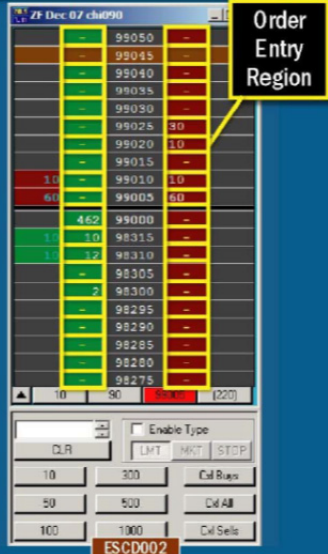 ZF Dec 07 chi090
Order
Entry
Region
- 99050 -
- 99045 -
- 99040 -
- 99035 -
- 99030 -
- 99025 30
- 99020 10
- 99015 -
10 - 99010 10
60 - 99005 60
462 99000 -
10 10 98315 -
10 12 98310 -
- 98305 -
2 98300 -
- 98295 -
- 98290 -
- 98285 -
- 98280 -
- 98275 -
10 90 99005 (220)
Enable Type
CLR LMT MKT STOP
10 300 Cxl Buys
50 500 Cxl All
100 1000 Cxl Sells
ESCD002